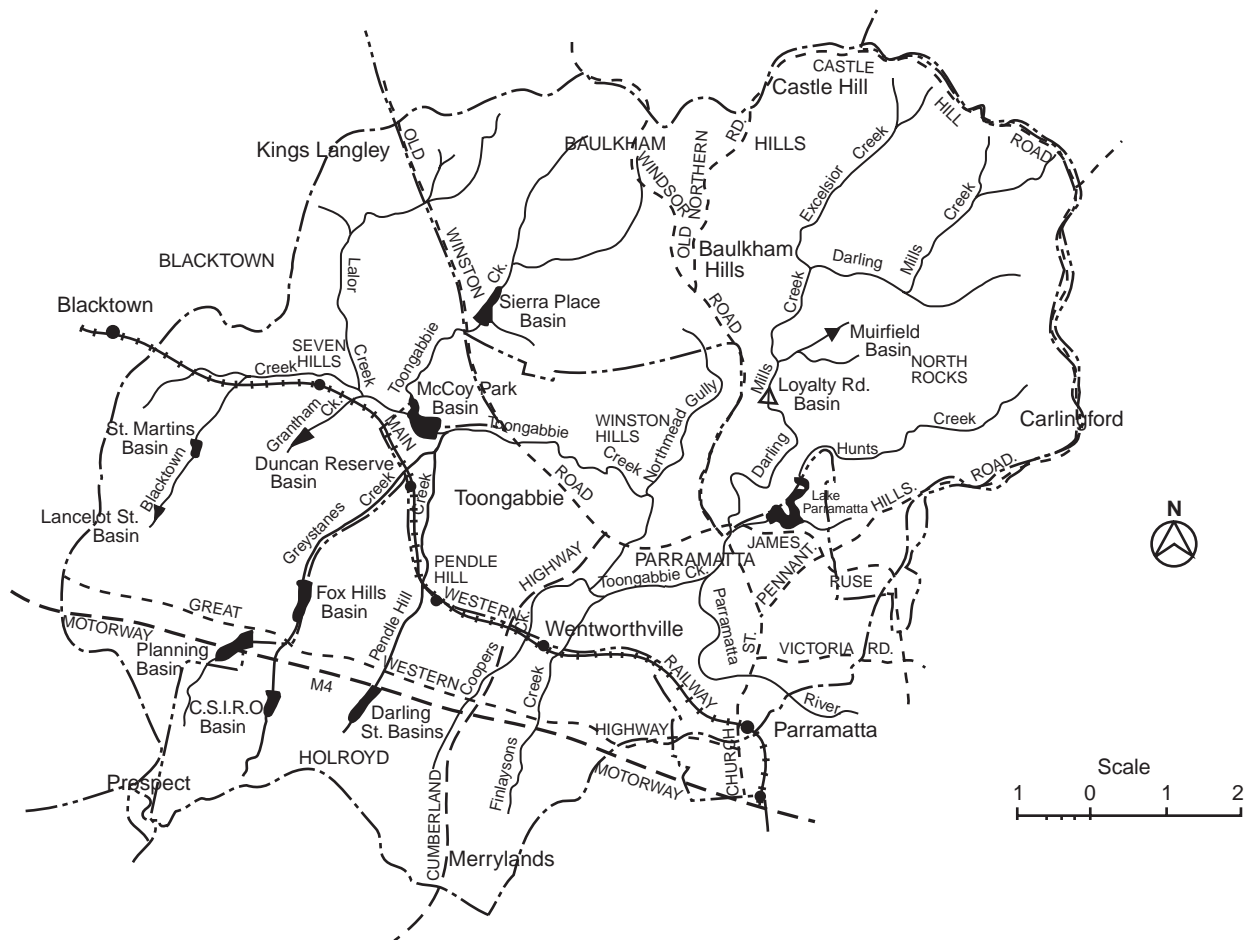 CASTLE
Castle Hill
HILL
ROAD
OLD
Kings Langley
BAULKHAM
HILLS
RD.
NORTHERN
OLD
WINDSOR
ROAD
Excelsior Creek
Creek
Mills
Darling
Baulkham
Hills
WINSTON
Ck.
BLACKTOWN
Lalor
Creek
Blacktown
Sierra Place
Basin
Toongabbie
Creek
Muirfield
Basin
NORTH
ROCKS
SEVEN
HILLS
Creek
McCoy Park
Basin
Mills
Loyalty Rd.
Basin
Grantham
Ck.
MAIN
St. Martins
Basin
Blacktown
Duncan Reserve
Basin
Toongabbie
Creek
WINSTON
HILLS
Northmead Gully
Darling
Hunts
Creek
Carlingford
Lancelot St.
Basin
Greystanes
Creek
Creek
Toongabbie
ROAD
Lake
Parramatta
HILLS.
ROAD.
N
JAMES
RUSE
PARRAMATTA
PENNANT.
HIGHWAY
Toongabbie Ck.
PENDLE
HILL
WESTERN
Fox Hills
Basin
GREAT
MOTORWAY
Planning
Basin
Pendle Hill
Ck.
Coopers
Wentworthville
Parramatta
ST.
VICTORIA RD.
WESTERN
M4
RAILWAY
River
C.S.I.R.O
Basin
Darling
St. Basins
Creek
Finlaysons
HIGHWAY
CHURCH
Parramatta
HOLROYD
MOTORWAY
Prospect
CUMBERLAND
Merrylands
Scale
1 0 1 2